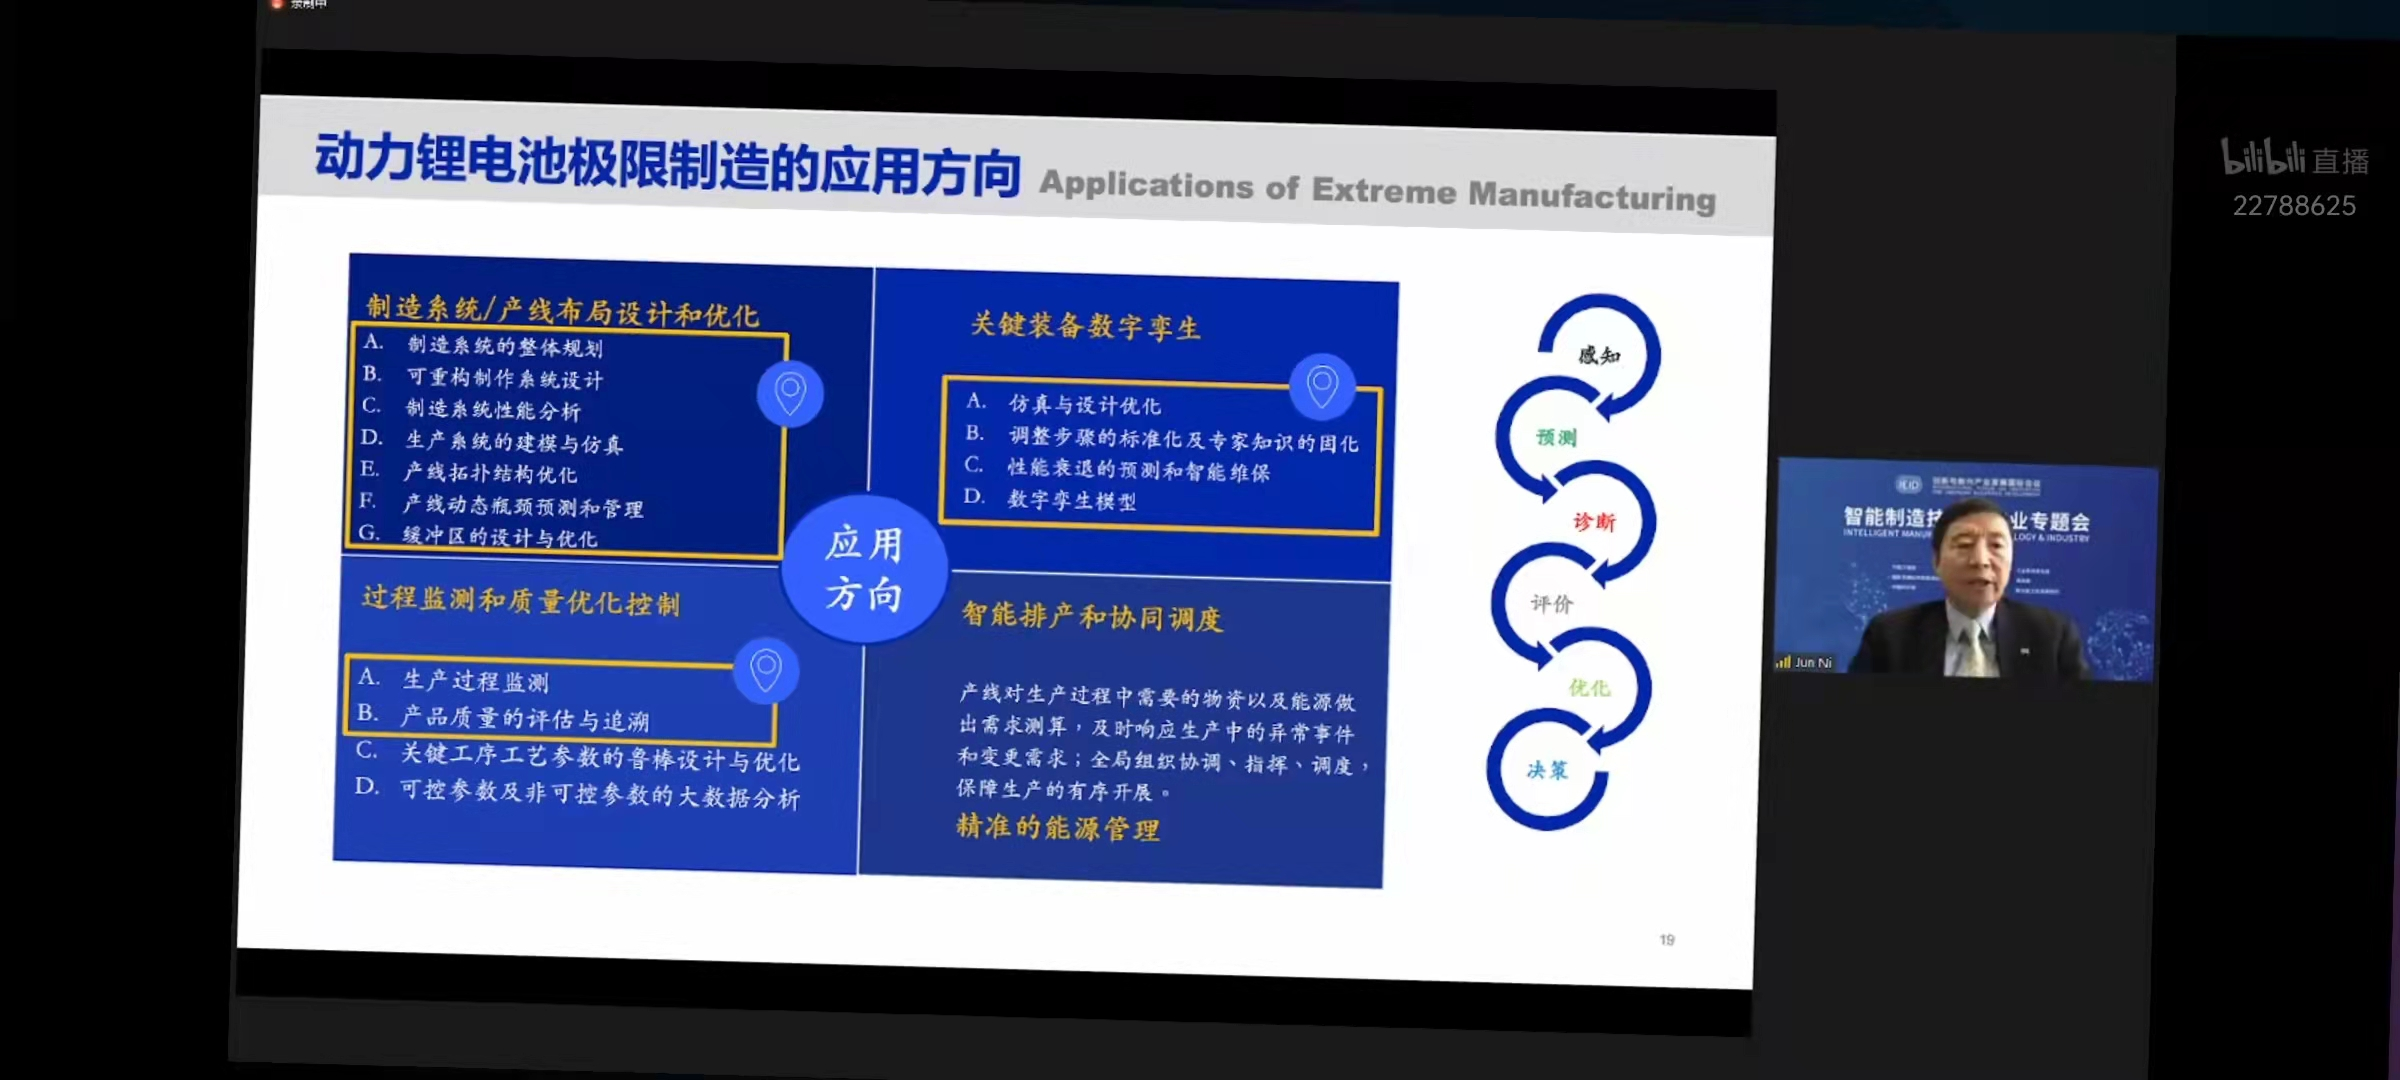 录制中
动力锂电池极限制造的应用方向 Applications of Extreme Manufacturing
bilibili 直播
22788625
制造系统/产线布局设计和优化
A. 制造系统的整体规划
B. 可重构制作系统设计
C. 制造系统性能分析
D. 生产系统的建模与仿真
E. 产线拓扑结构优化
F. 产线动态瓶颈预测和管理
G. 缓冲区的设计与优化
关键装备数字孪生
A. 仿真与设计优化
B. 调整步骤的标准化及专家知识的固化
C. 性能衰退的预测和智能维保
D. 数字孪生模型
应用
方向
过程监测和质量优化控制
A. 生产过程监测
B. 产品质量的评估与追溯
C. 关键工序工艺参数的鲁棒设计与优化
D. 可控参数及非可控参数的大数据分析
智能排产和协同调度
产线对生产过程中需要的物资以及能源做
出需求测算，及时响应生产中的异常事件
和变更需求；全局组织协调、指挥、调度，
保障生产的有序开展。
精准的能源管理
感知
预测
诊断
评价
优化
决策
19
智能制造技 业专题会
INTELLIGENT MANU LOGY & INDUSTRY
Jun Ni